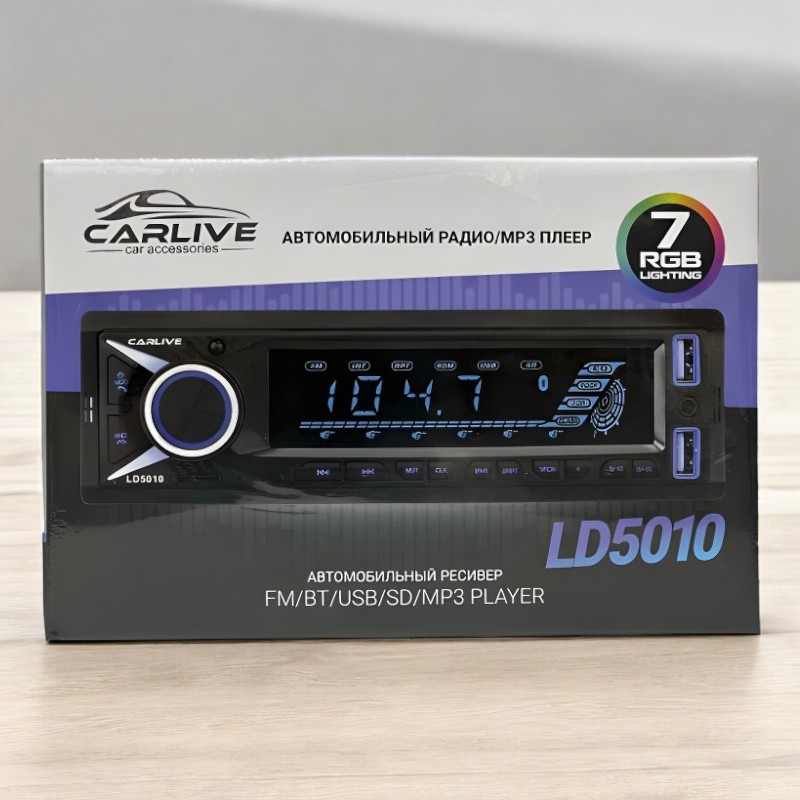 CARLIVE
car accessories
АВТОМОБИЛЬНЫЙ РАДИО/MP3 ПЛЕЕР
7
RGB
LIGHTING
CARLIVE
104.7
LD5010
LD5010
АВТОМОБИЛЬНЫЙ РЕСИВЕР
FM/BT/USB/SD/MP3 PLAYER